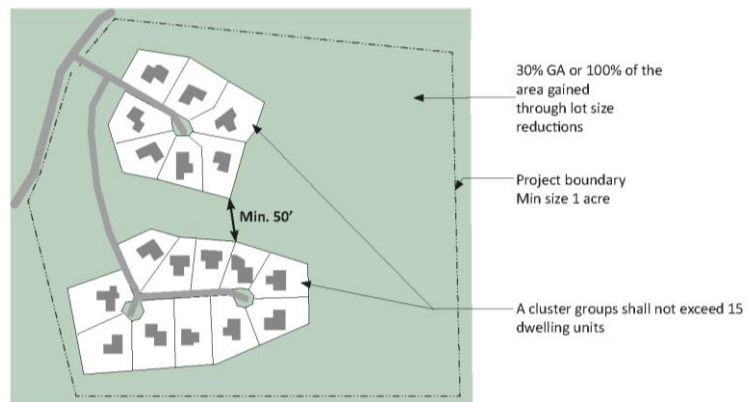 30% GA or 100% of the
area gained
through lot size
reductions
Project boundary
Min size 1 acre
Min. 50'
A cluster groups shall not exceed 15
dwelling units